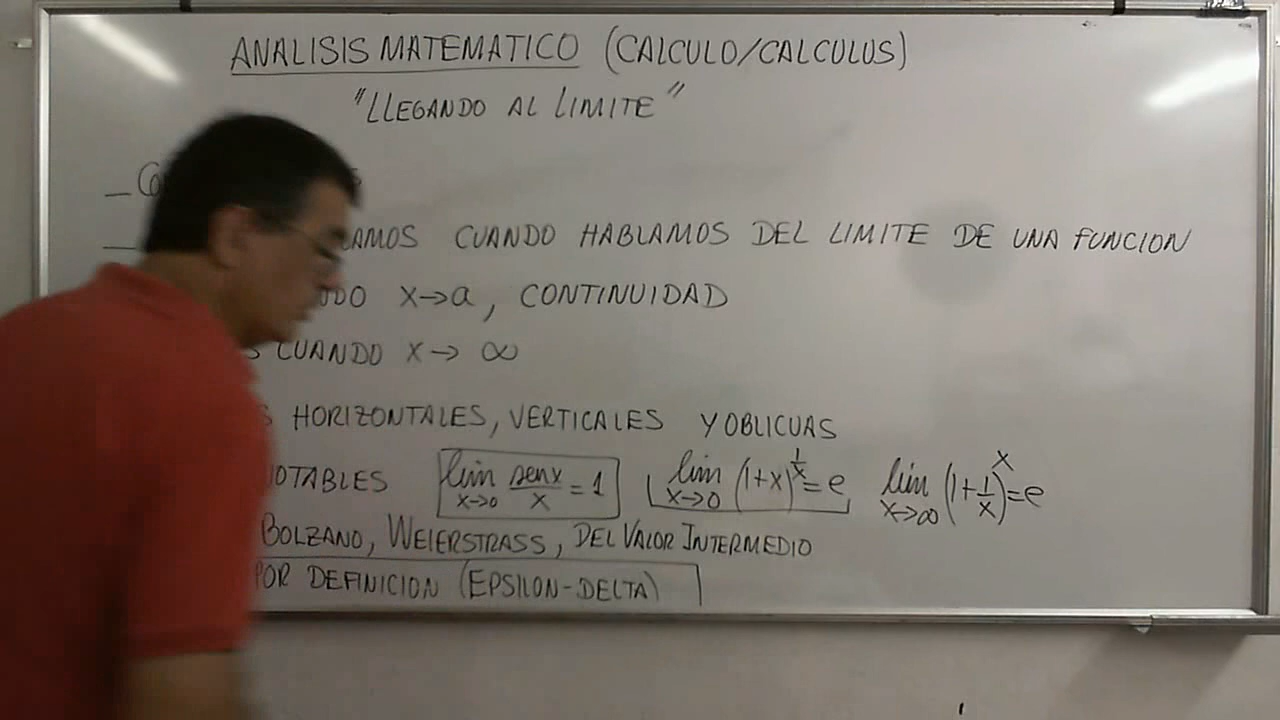 ANALISIS MATEMATICO (CALCULO/CALCULUS)
"LLEGANDO AL LIMITE"
CUANDO HABLAMOS DEL LIMITE DE UNA FUNCION
X→a, CONTINUIDAD
CUANDO X→ ∞
HORIZONTALES, VERTICALES Y OBLICUAS
NOTABLES lim x→0 sen x / x = 1 lim x→0 (1+x)^(1/x) = e lim x→∞ (1+1/x)^x = e
BOLZANO, WEIERSTRASS, DEL VALOR INTERMEDIO
POR DEFINICION (EPSILON-DELTA)